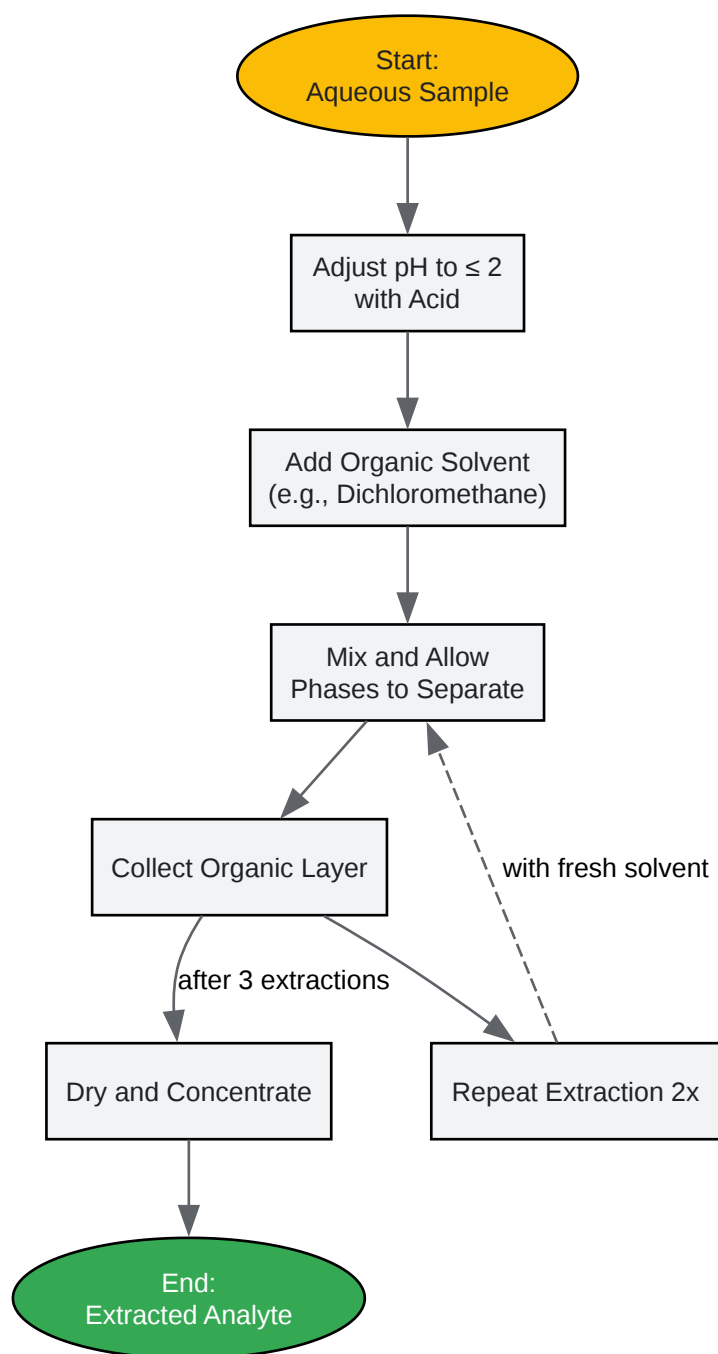 Start:
Aqueous Sample
Adjust pH to ≤ 2
with Acid
Add Organic Solvent
(e.g., Dichloromethane)
Mix and Allow
Phases to Separate
Collect Organic Layer
with fresh solvent
after 3 extractions
Dry and Concentrate
Repeat Extraction 2x
End:
Extracted Analyte